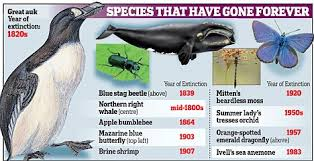 Great auk
Year of
extinction:
1820s
SPECIES THAT HAVE GONE FOREVER
Year of Extinction
Blue stag beetle (above) 1839
Northern right
whale (centre) mid-1800s
Apple bumblebee 1864
Mazarine blue
butterfly (top left) 1903
Brine shrimp 1907
Year of Extinction
Mitten's
beardless moss 1920
Summer lady's
tresses orchid 1950s
Orange-spotted
emerald dragonfly (above) 1957
Ivell's sea anemone 1983